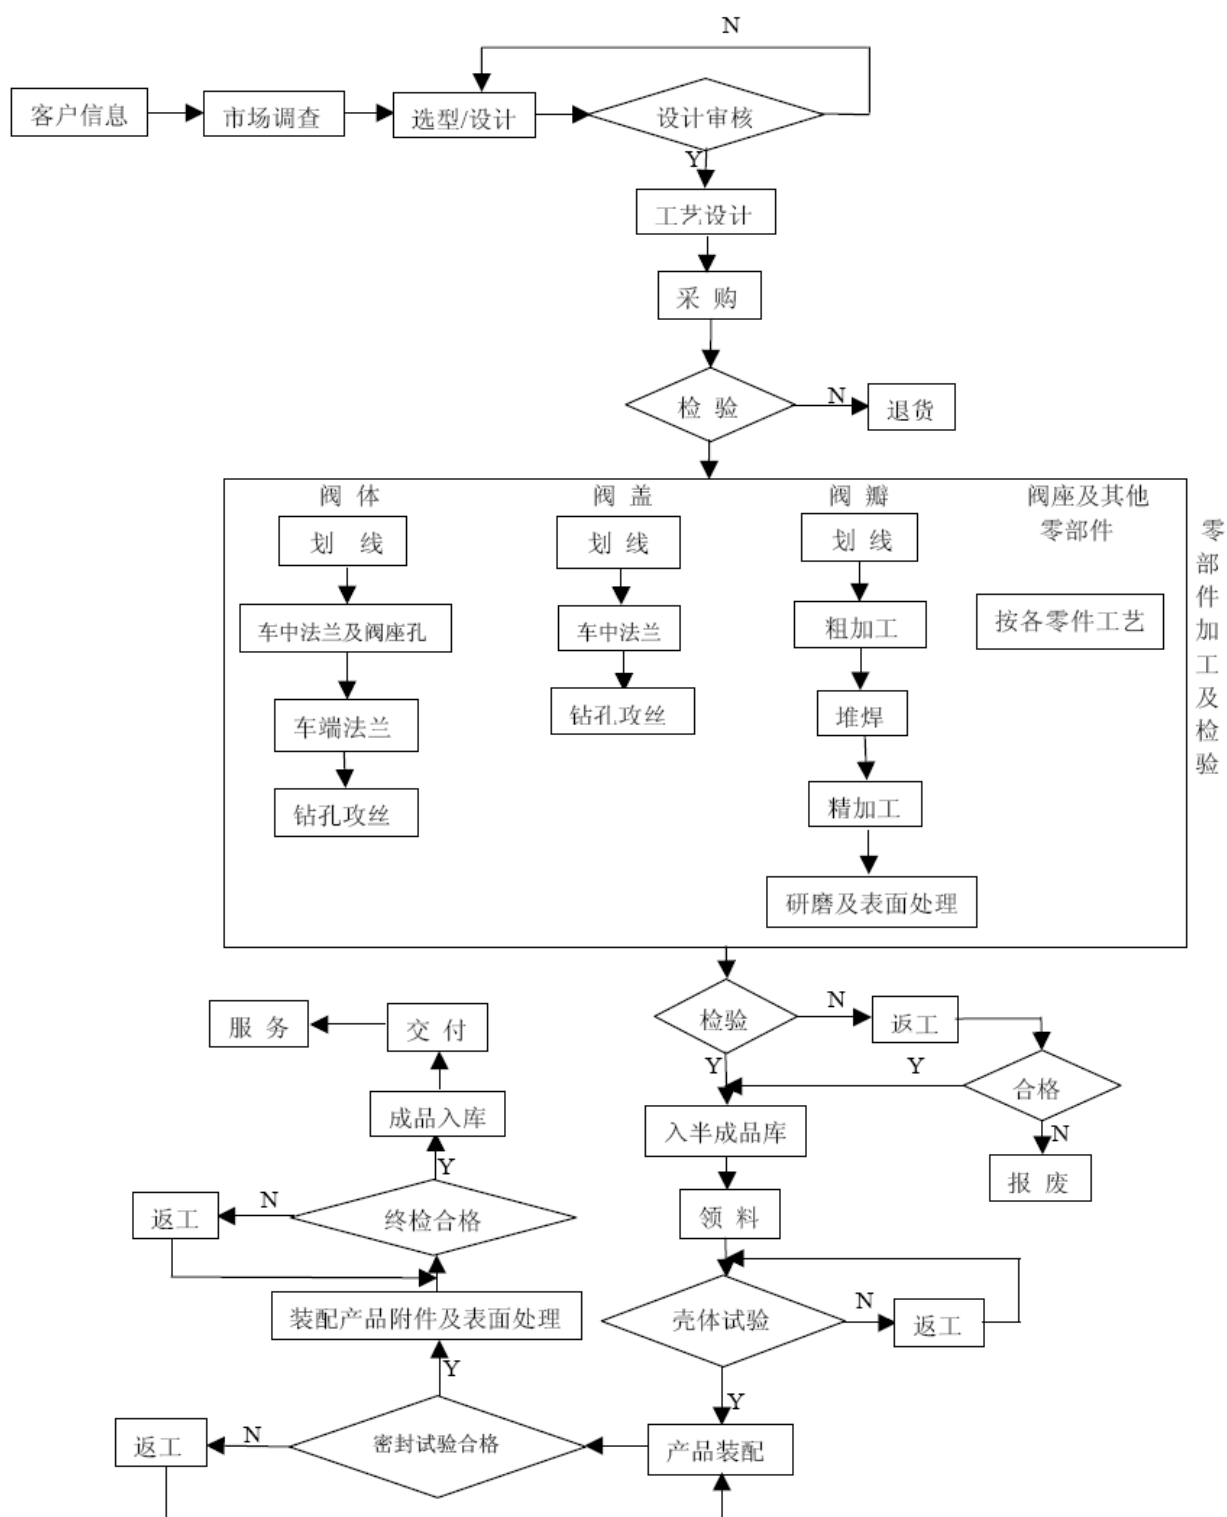 N
客户信息
市场调查
选型/设计
设计审核
Y
工艺设计
采 购
检 验
N
退货
阀 体
阀 盖
阀 瓣
阀座及其他
零部件
划 线
划 线
划 线
车中法兰及阀座孔
车中法兰
粗加工
按各零件工艺
车端法兰
钻孔攻丝
堆焊
钻孔攻丝
精加工
研磨及表面处理
零部件加工及检验
检验
N
返工
Y
Y
合格
N
报 废
入半成品库
领 料
壳体试验
N
返工
Y
产品装配
密封试验合格
N
返工
Y
装配产品附件及表面处理
终检合格
N
返工
Y
成品入库
交 付
服 务